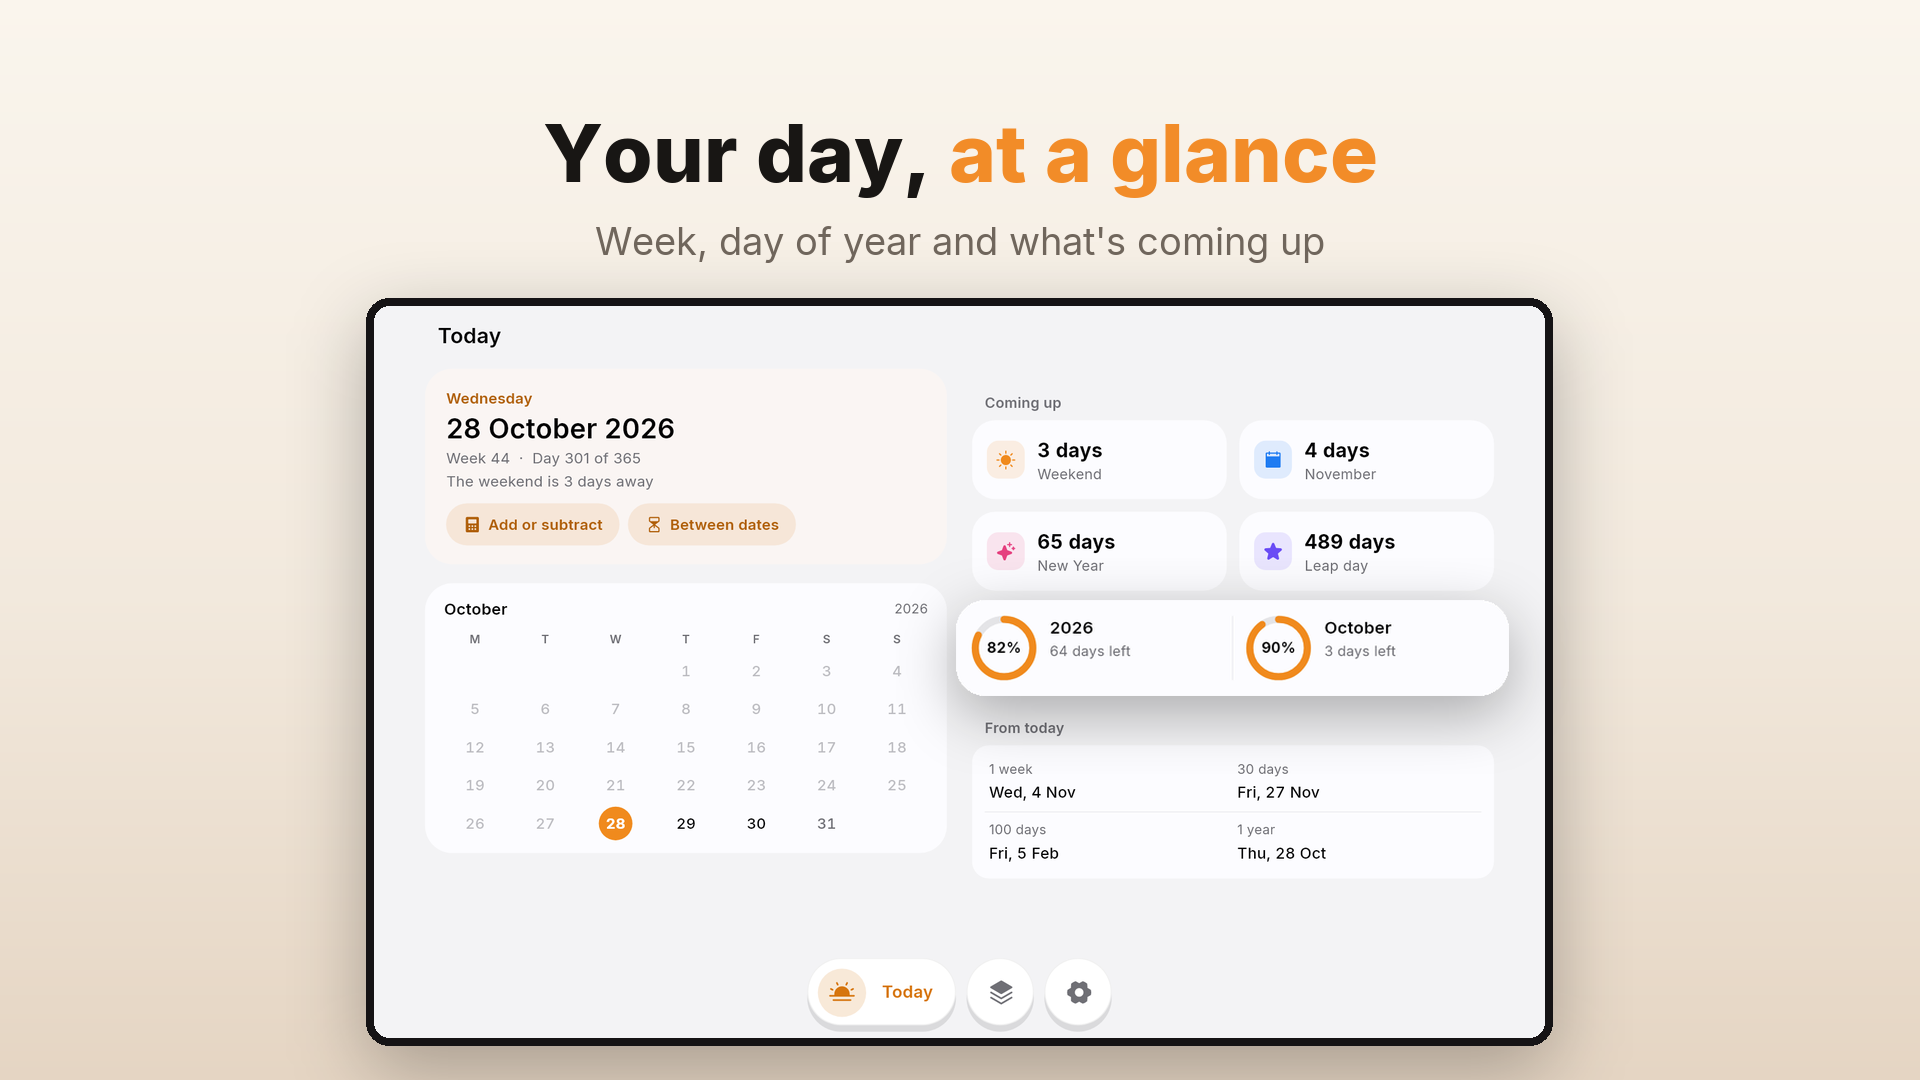 Your day, at a glance
Week, day of year and what's coming up
Today
Wednesday
28 October 2026
Week 44 · Day 301 of 365
The weekend is 3 days away
Add or subtract
Between dates
October
2026
M T W T F S S
1 2 3 4
5 6 7 8 9 10 11
12 13 14 15 16 17 18
19 20 21 22 23 24 25
26 27 28 29 30 31
Coming up
3 days
Weekend
4 days
November
65 days
New Year
489 days
Leap day
82%
2026
64 days left
90%
October
3 days left
From today
1 week
Wed, 4 Nov
30 days
Fri, 27 Nov
100 days
Fri, 5 Feb
1 year
Thu, 28 Oct
Today